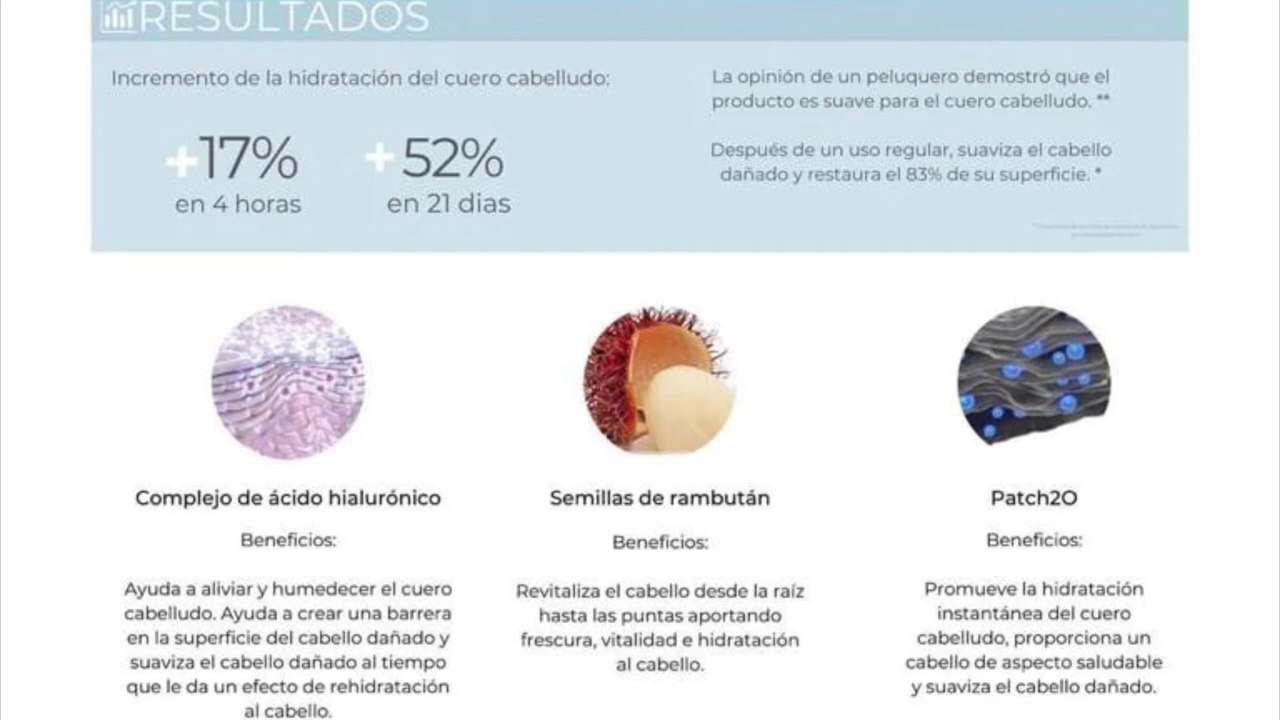 RESULTADOS
Incremento de la hidratación del cuero cabelludo:
+17%
en 4 horas
+ 52%
en 21 dias
La opinión de un peluquero demostró que el
producto es suave para el cuero cabelludo. **
Después de un uso regular, suaviza el cabello
dañado y restaura el 83% de su superficie. *
Complejo de ácido hialurónico
Beneficios:
Ayuda a aliviar y humedecer el cuero
cabelludo. Ayuda a crear una barrera
en la superficie del cabello dañado y
suaviza el cabello dañado al tiempo
que le da un efecto de rehidratación
al cabello.
Semillas de rambután
Beneficios:
Revitaliza el cabello desde la raíz
hasta las puntas aportando
frescura, vitalidad e hidratación
al cabello.
Patch2O
Beneficios:
Promueve la hidratación
instantánea del cuero
cabelludo, proporciona un
cabello de aspecto saludable
y suaviza el cabello dañado.